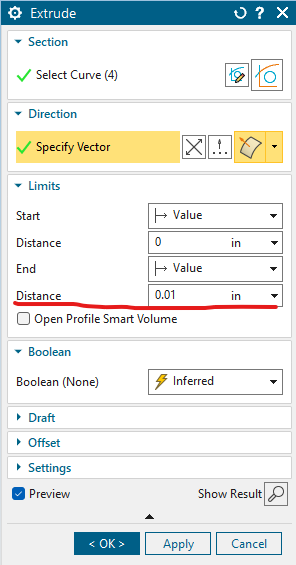 Extrude
Section
Select Curve (4)
Direction
Specify Vector
Limits
Start Value
Distance 0 in
End Value
Distance 0.01 in
Open Profile Smart Volume
Boolean
Boolean (None) Inferred
Draft
Offset
Settings
Preview Show Result
< OK > Apply Cancel